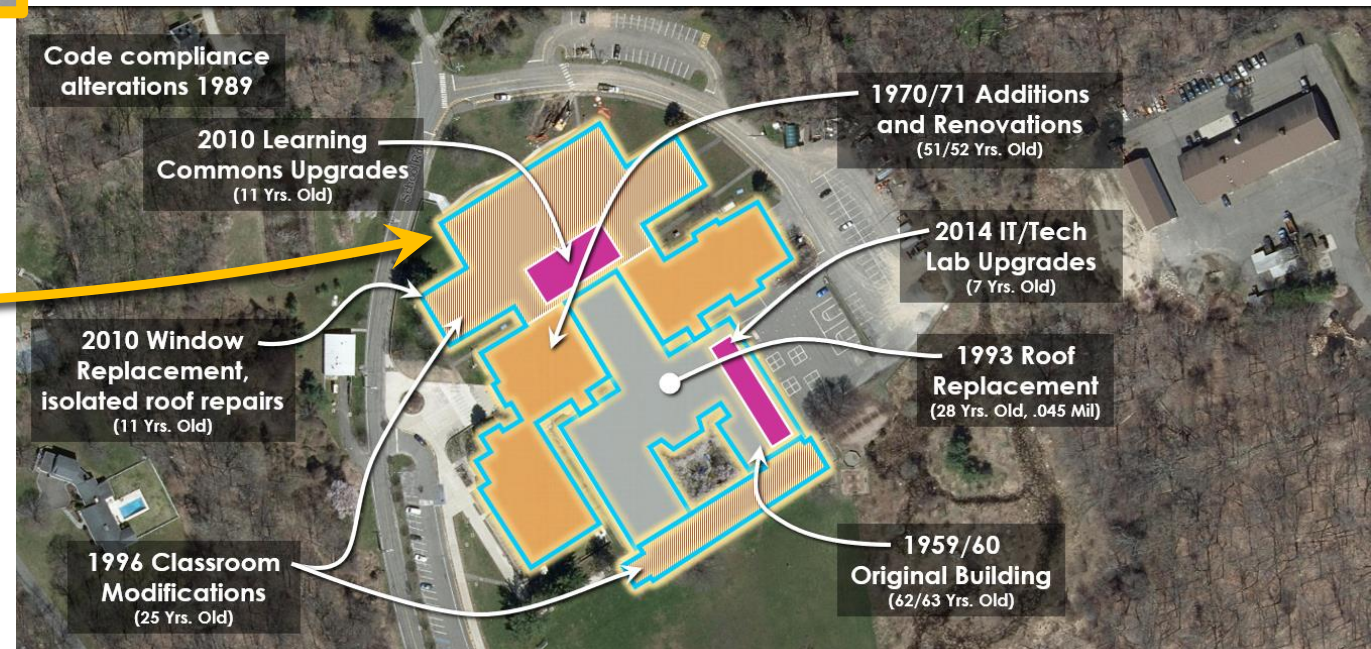 Code compliance
alterations 1989
2010 Learning
Commons Upgrades
(11 Yrs. Old)
1970/71 Additions
and Renovations
(51/52 Yrs. Old)
2014 IT/Tech
Lab Upgrades
(7 Yrs. Old)
2010 Window
Replacement,
isolated roof repairs
(11 Yrs. Old)
1993 Roof
Replacement
(28 Yrs. Old, .045 Mil)
1996 Classroom
Modifications
(25 Yrs. Old)
1959/60
Original Building
(62/63 Yrs. Old)